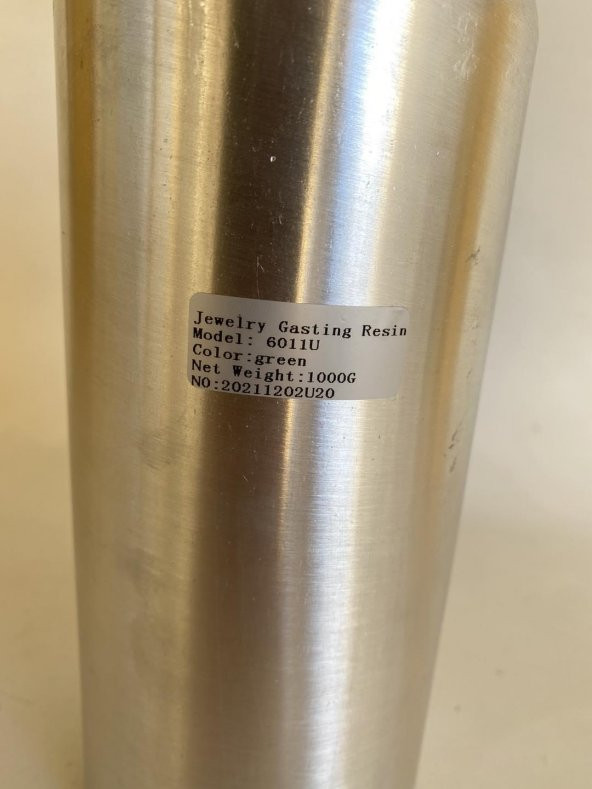 Jewelry Gasting Resin
Model: 6011U
Color:green
Net Weight:1000G
NO:20211202U20